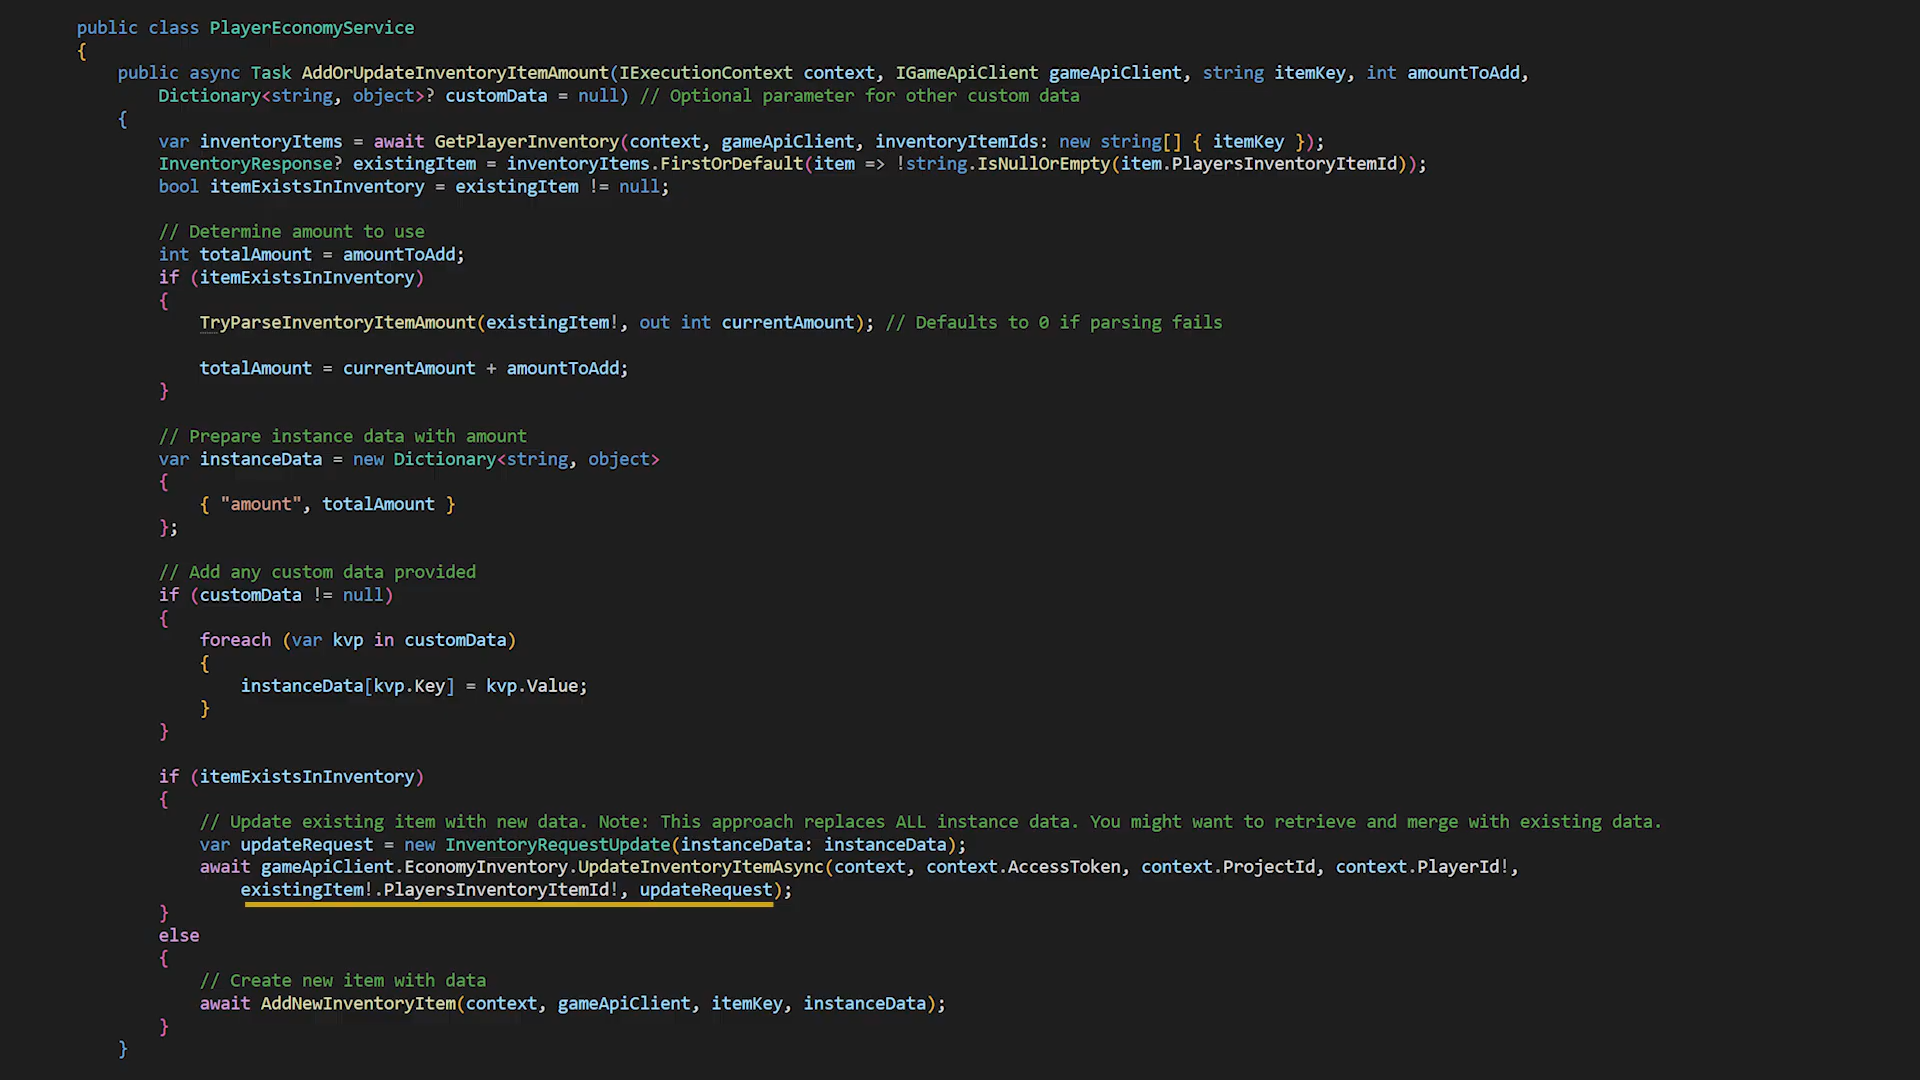 public class PlayerEconomyService
{
public async Task AddOrUpdateInventoryItemAmount(IExecutionContext context, IGameApiClient gameApiClient, string itemKey, int amountToAdd,
Dictionary<string, object>? customData = null) // Optional parameter for other custom data
{
var inventoryItems = await GetPlayerInventory(context, gameApiClient, inventoryItemIds: new string[] { itemKey });
InventoryResponse? existingItem = inventoryItems.FirstOrDefault(item => !string.IsNullOrEmpty(item.PlayersInventoryItemId));
bool itemExistsInInventory = existingItem != null;
// Determine amount to use
int totalAmount = amountToAdd;
if (itemExistsInInventory)
{
TryParseInventoryItemAmount(existingItem!, out int currentAmount); // Defaults to 0 if parsing fails
totalAmount = currentAmount + amountToAdd;
}
// Prepare instance data with amount
var instanceData = new Dictionary<string, object>
{
{ "amount", totalAmount }
};
// Add any custom data provided
if (customData != null)
{
foreach (var kvp in customData)
{
instanceData[kvp.Key] = kvp.Value;
}
}
if (itemExistsInInventory)
{
// Update existing item with new data. Note: This approach replaces ALL instance data. You might want to retrieve and merge with existing data.
var updateRequest = new InventoryRequestUpdate(instanceData: instanceData);
await gameApiClient.EconomyInventory.UpdateInventoryItemAsync(context, context.AccessToken, context.ProjectId, context.PlayerId!,
existingItem!.PlayersInventoryItemId!, updateRequest);
}
else
{
// Create new item with data
await AddNewInventoryItem(context, gameApiClient, itemKey, instanceData);
}
}